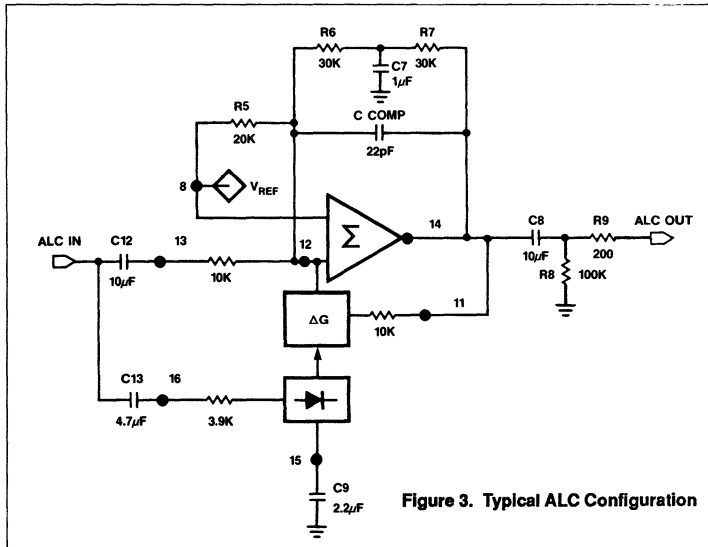 R6
R7
30K
30K
C7
1µF
R5
C COMP
20K
22pF
8
VREF
Σ
14
C8
R9
ALC OUT
ALC IN
C12
13
12
10µF
10K
10µF
R8
200
100K
ΔG
11
10K
C13
16
4.7µF
3.9K
15
C9
2.2µF
Figure 3. Typical ALC Configuration